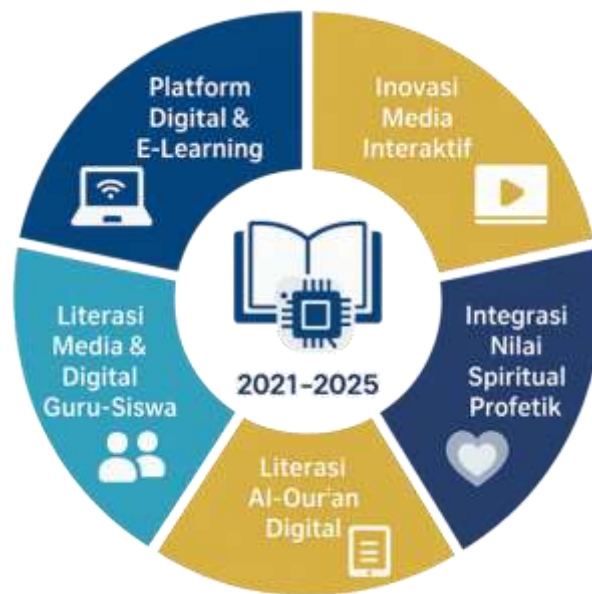 Platform
Digital &
E-Learning
Inovasi
Media
Interaktif
Integrasi
Nilai
Spiritual
Profetik
Literasi
Al-Our'an
Digital
Literasi
Media &
Digital
Guru-Siswa
2021-2025